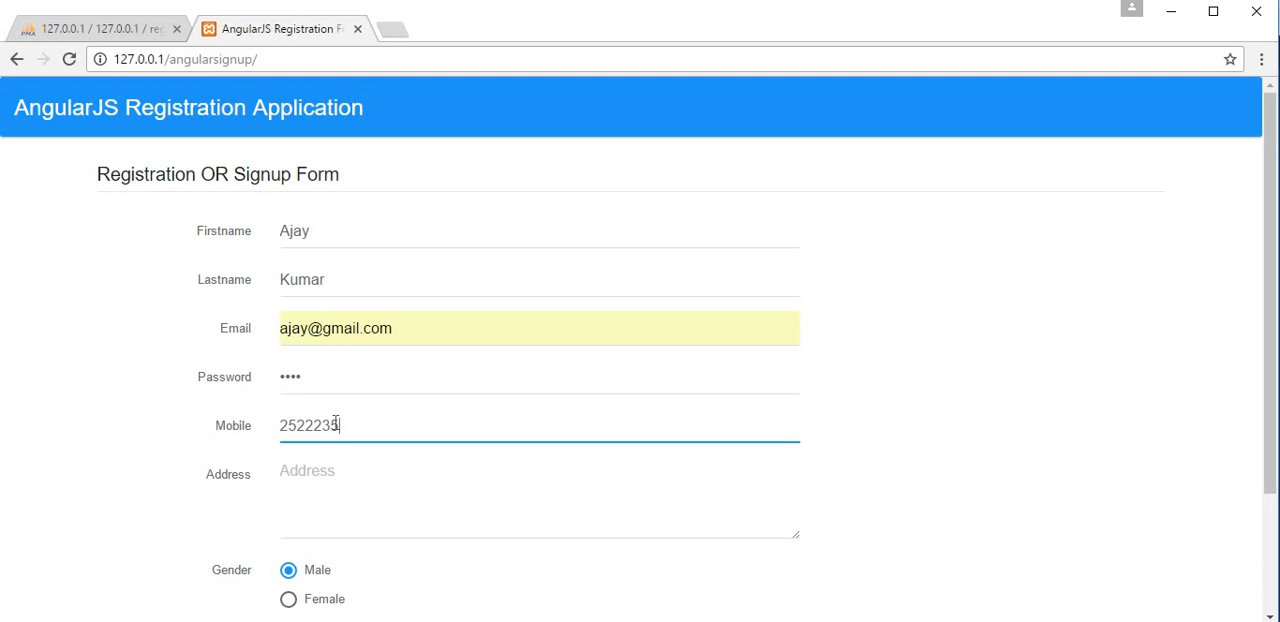 127.0.0.1 / 127.0.0.1 / reg
AngularJS Registration F
127.0.0.1/angularsignup/
AngularJS Registration Application
Registration OR Signup Form
Firstname Ajay
Lastname Kumar
Email ajay@gmail.com
Password ••••
Mobile 2522235
Address Address
Gender Male
Female